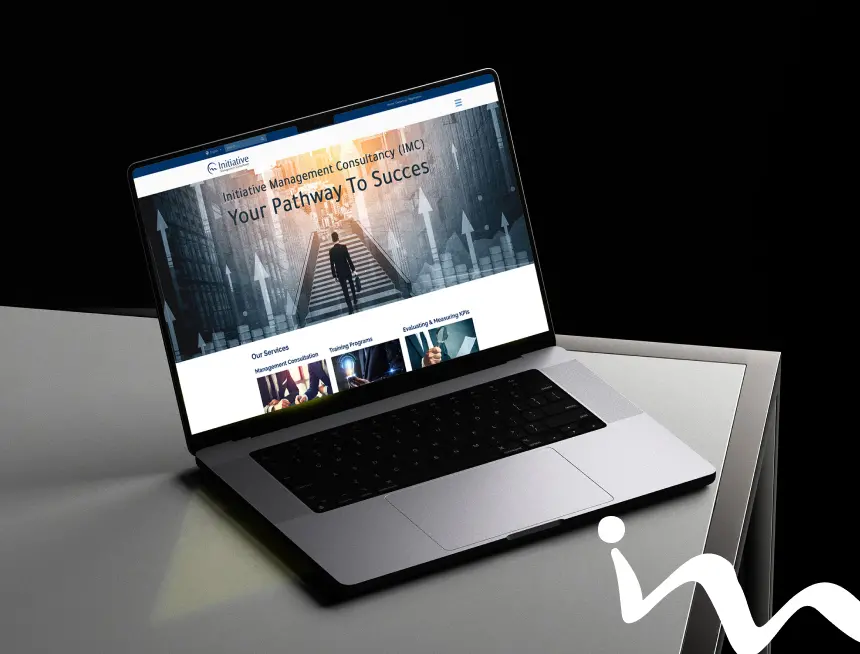 Initiative
Initiative Management Consultancy (IMC)
Your Pathway To Succes
Our Services
Management Consultation
Training Programs
Evaluating & Measuring KPIs